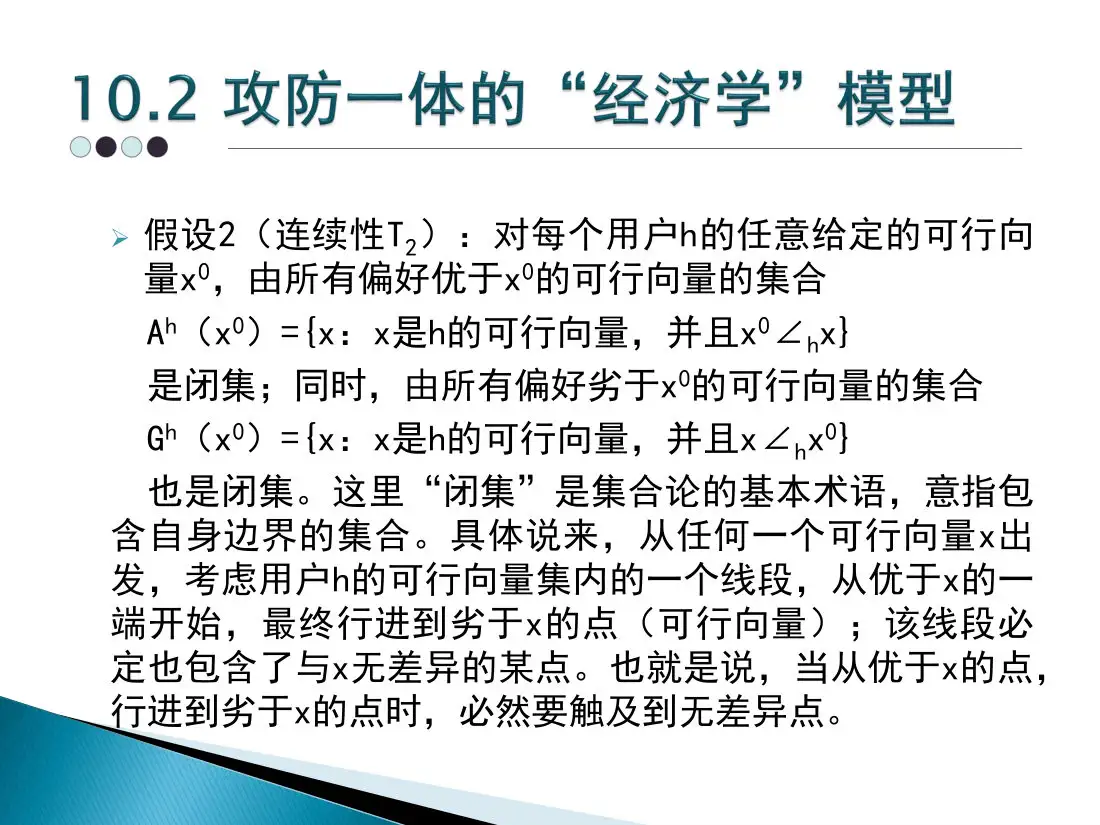 10.2 攻防一体的“经济学”模型
假设2（连续性T₂）：对每个用户h的任意给定的可行向
量x⁰，由所有偏好优于x⁰的可行向量的集合
Aʰ（x⁰）={x：x是h的可行向量，并且x⁰∠ₕx}
是闭集；同时，由所有偏好劣于x⁰的可行向量的集合
Gʰ（x⁰）={x：x是h的可行向量，并且x∠ₕx⁰}
也是闭集。这里“闭集”是集合论的基本术语，意指包
含自身边界的集合。具体说来，从任何一个可行向量x出
发，考虑用户h的可行向量集内的一个线段，从优于x的一
端开始，最终行进到劣于x的点（可行向量）；该线段必
定也包含了与x无差异的某点。也就是说，当从优于x的点，
行进到劣于x的点时，必然要触及到无差异点。